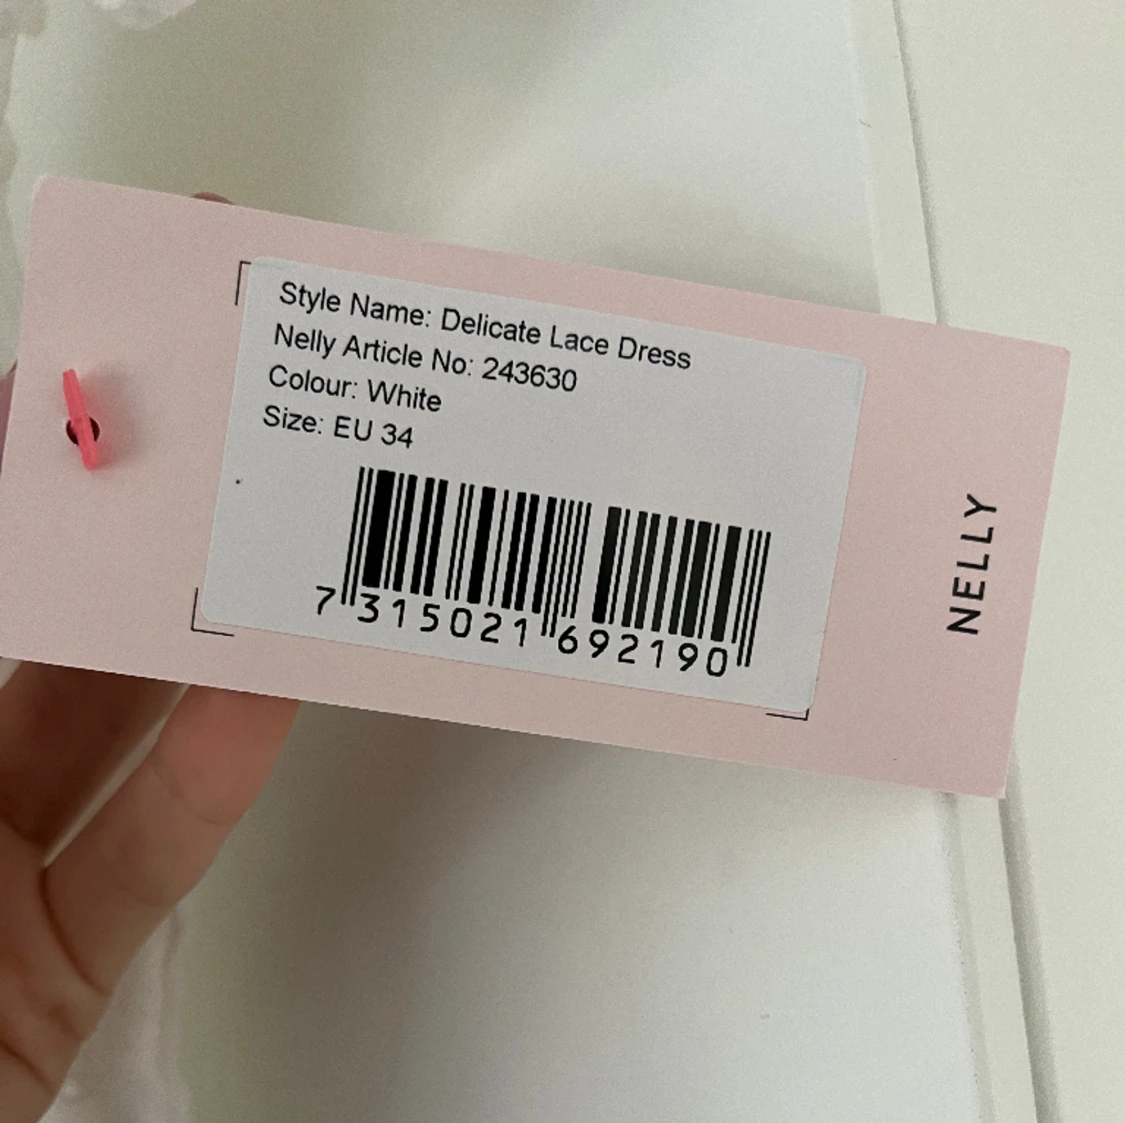 Style Name: Delicate Lace Dress
Nelly Article No: 243630
Colour: White
Size: EU 34
7 315021 692190
NELLY